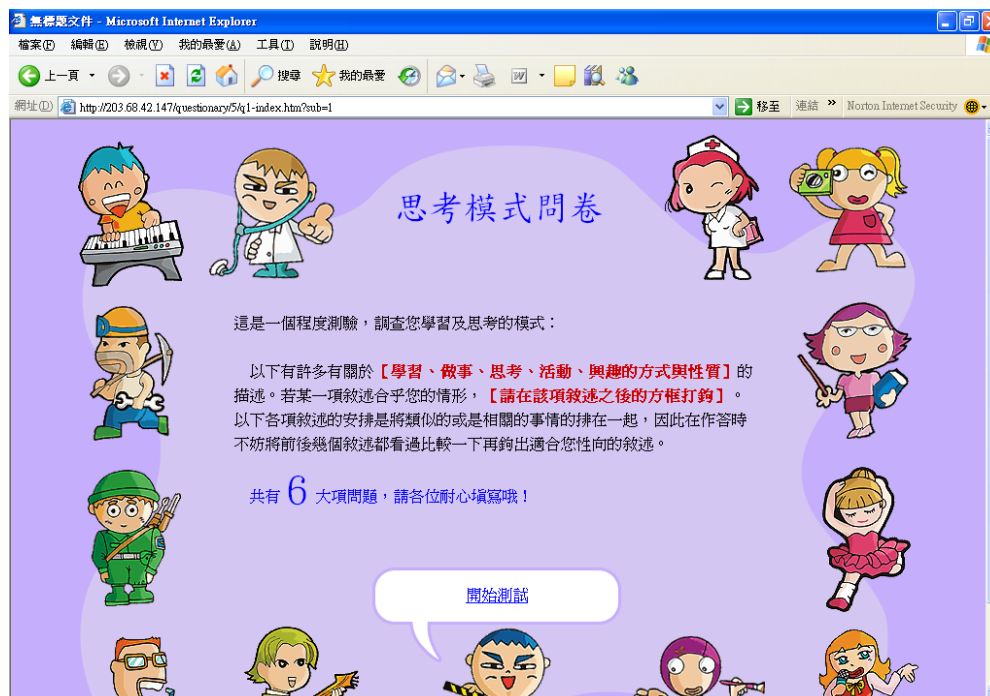 無標題文件 - Microsoft Internet Explorer
檔案(F) 編輯(E) 檢視(V) 我的最愛(A) 工具(T) 說明(H)
上一頁 搜尋 我的最愛
網址(D) http://203.68.42.147/questionary/5/q1-index.htm?sub=1 移至 連結 » Norton Internet Security
思考模式問卷
這是一個程度測驗，調查您學習及思考的模式：
以下有許多有關於【學習、做事、思考、活動、興趣的方式與性質】的
描述。若某一項敘述合乎您的情形，【請在該項敘述之後的方框打鉤】。
以下各項敘述的安排是將類似的或是相關的事情的排在一起，因此在作答時
不妨將前後幾個敘述都看過比較一下再鉤出適合您性向的敘述。
共有 6 大項問題，請各位耐心填寫哦！
開始測試